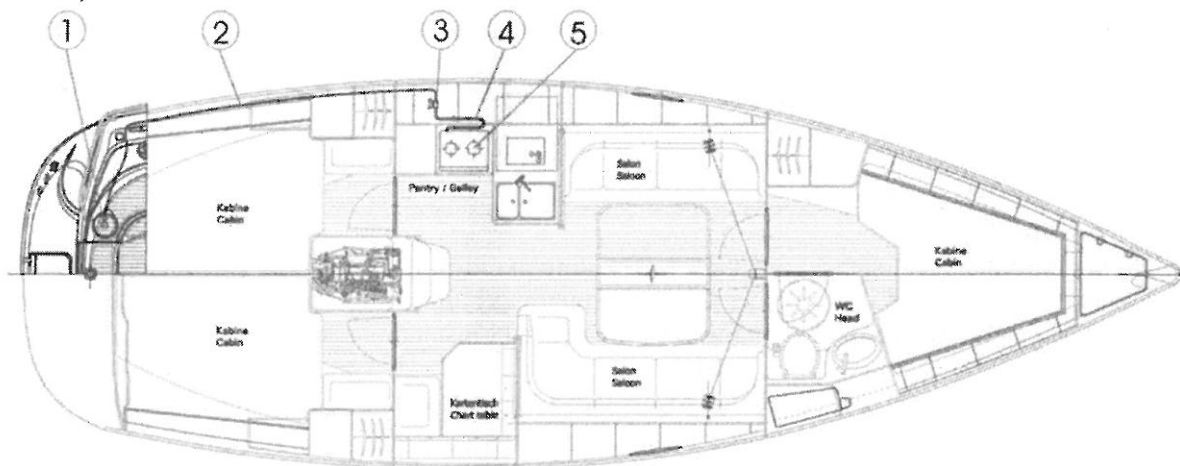 1 2 3 4 5
Salon
Saloon
Pantry / Galley
Kabine
Cabin
Kabine
Cabin
WC
Head
Kabine
Cabin
Salon
Saloon
Kartentisch
Chart table